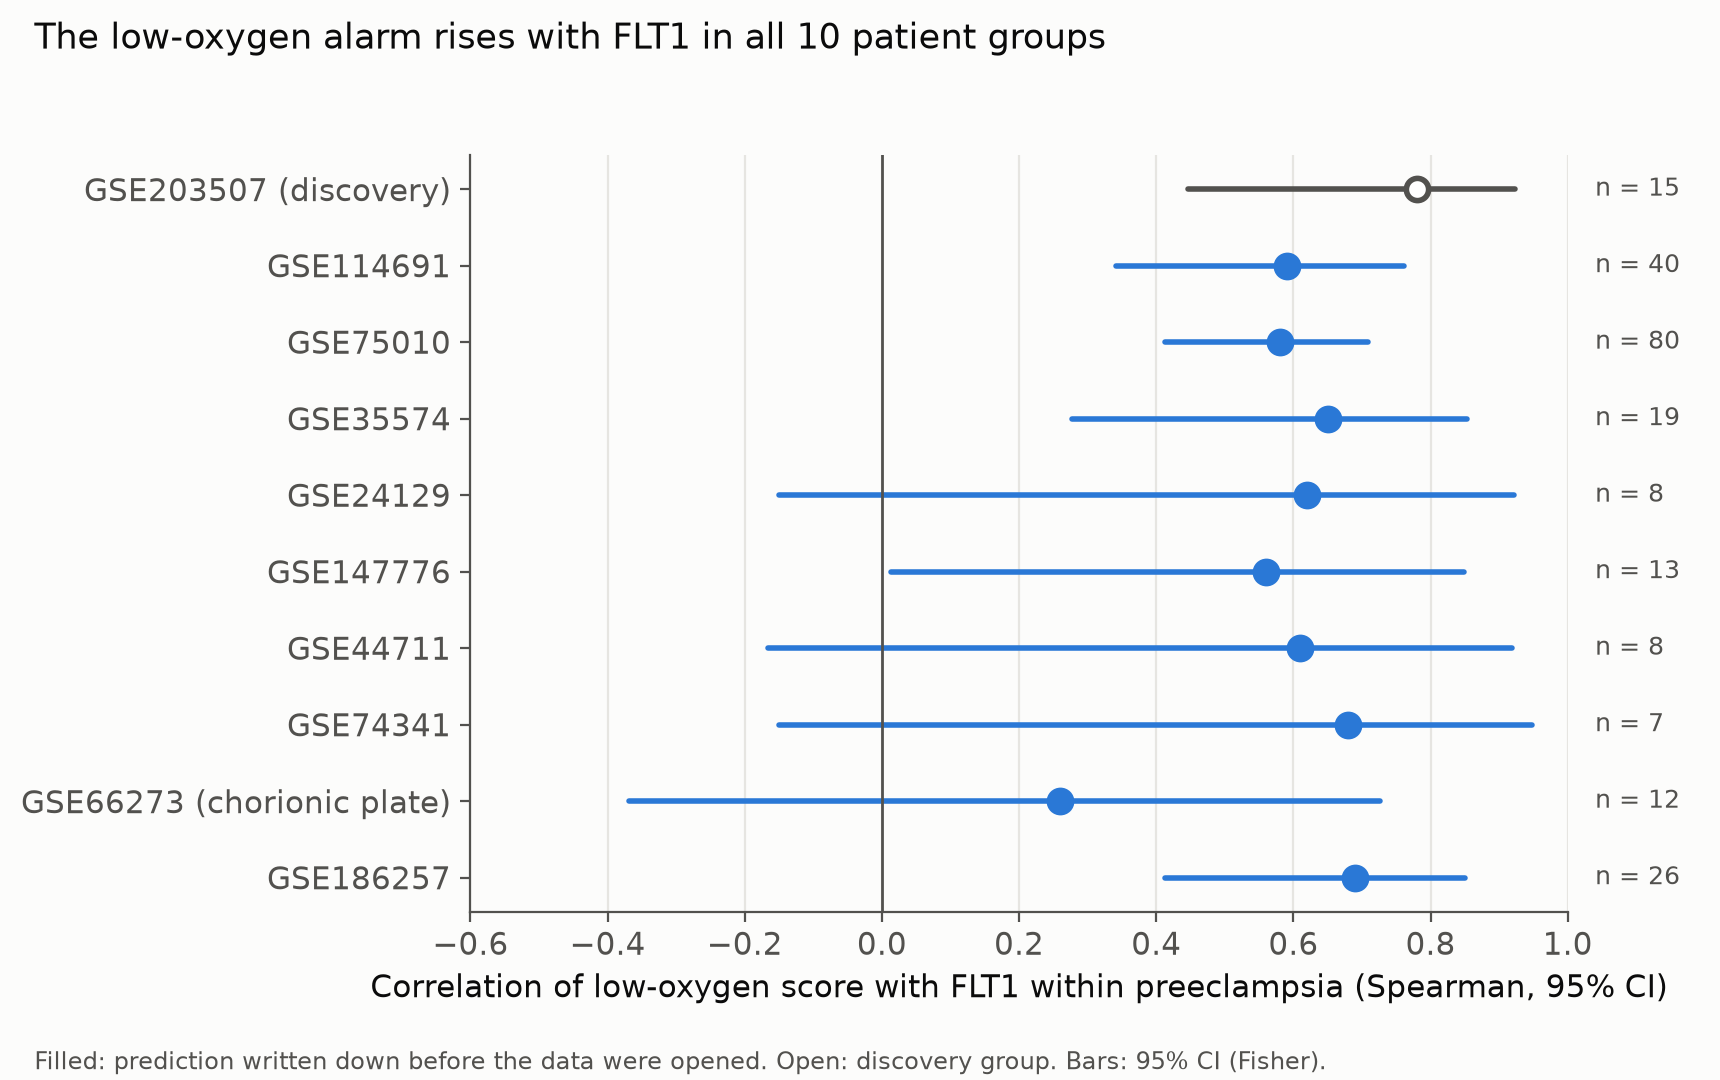 The low-oxygen alarm rises with FLT1 in all 10 patient groups
GSE203507 (discovery) n = 15
GSE114691 n = 40
GSE75010 n = 80
GSE35574 n = 19
GSE24129 n = 8
GSE147776 n = 13
GSE44711 n = 8
GSE74341 n = 7
GSE66273 (chorionic plate) n = 12
GSE186257 n = 26
−0.6 −0.4 −0.2 0.0 0.2 0.4 0.6 0.8 1.0
Correlation of low-oxygen score with FLT1 within preeclampsia (Spearman, 95% CI)
Filled: prediction written down before the data were opened. Open: discovery group. Bars: 95% CI (Fisher).